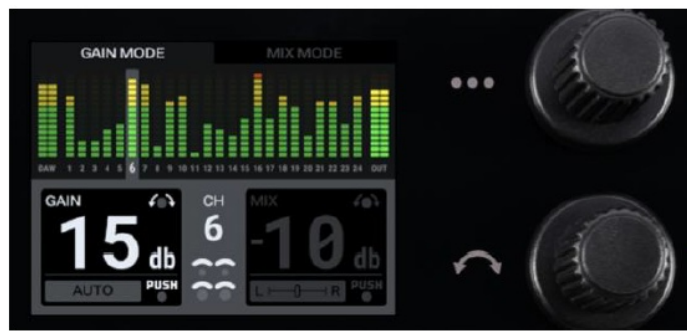 GAIN MODE MIX MODE
DAW 1 2 3 4 5 6 7 8 9 10 11 12 13 14 15 16 17 18 19 20 21 22 23 24 OUT
GAIN CH MIX
15 db 6 -10 db
AUTO PUSH L R PUSH